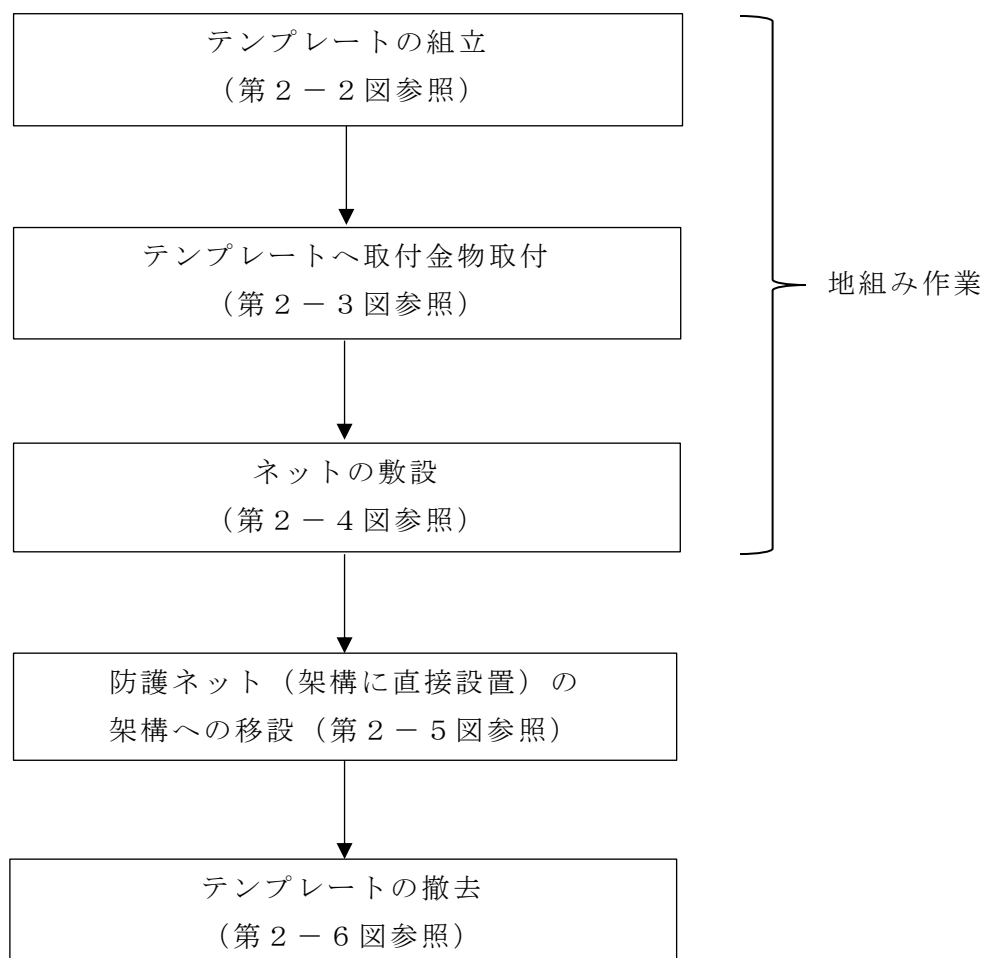 テンプレートの組立
（第２－２図参照）
テンプレートへ取付金物取付
（第２－３図参照）
地組み作業
ネットの敷設
（第２－４図参照）
防護ネット（架構に直接設置）の
架構への移設（第２－５図参照）
テンプレートの撤去
（第２－６図参照）